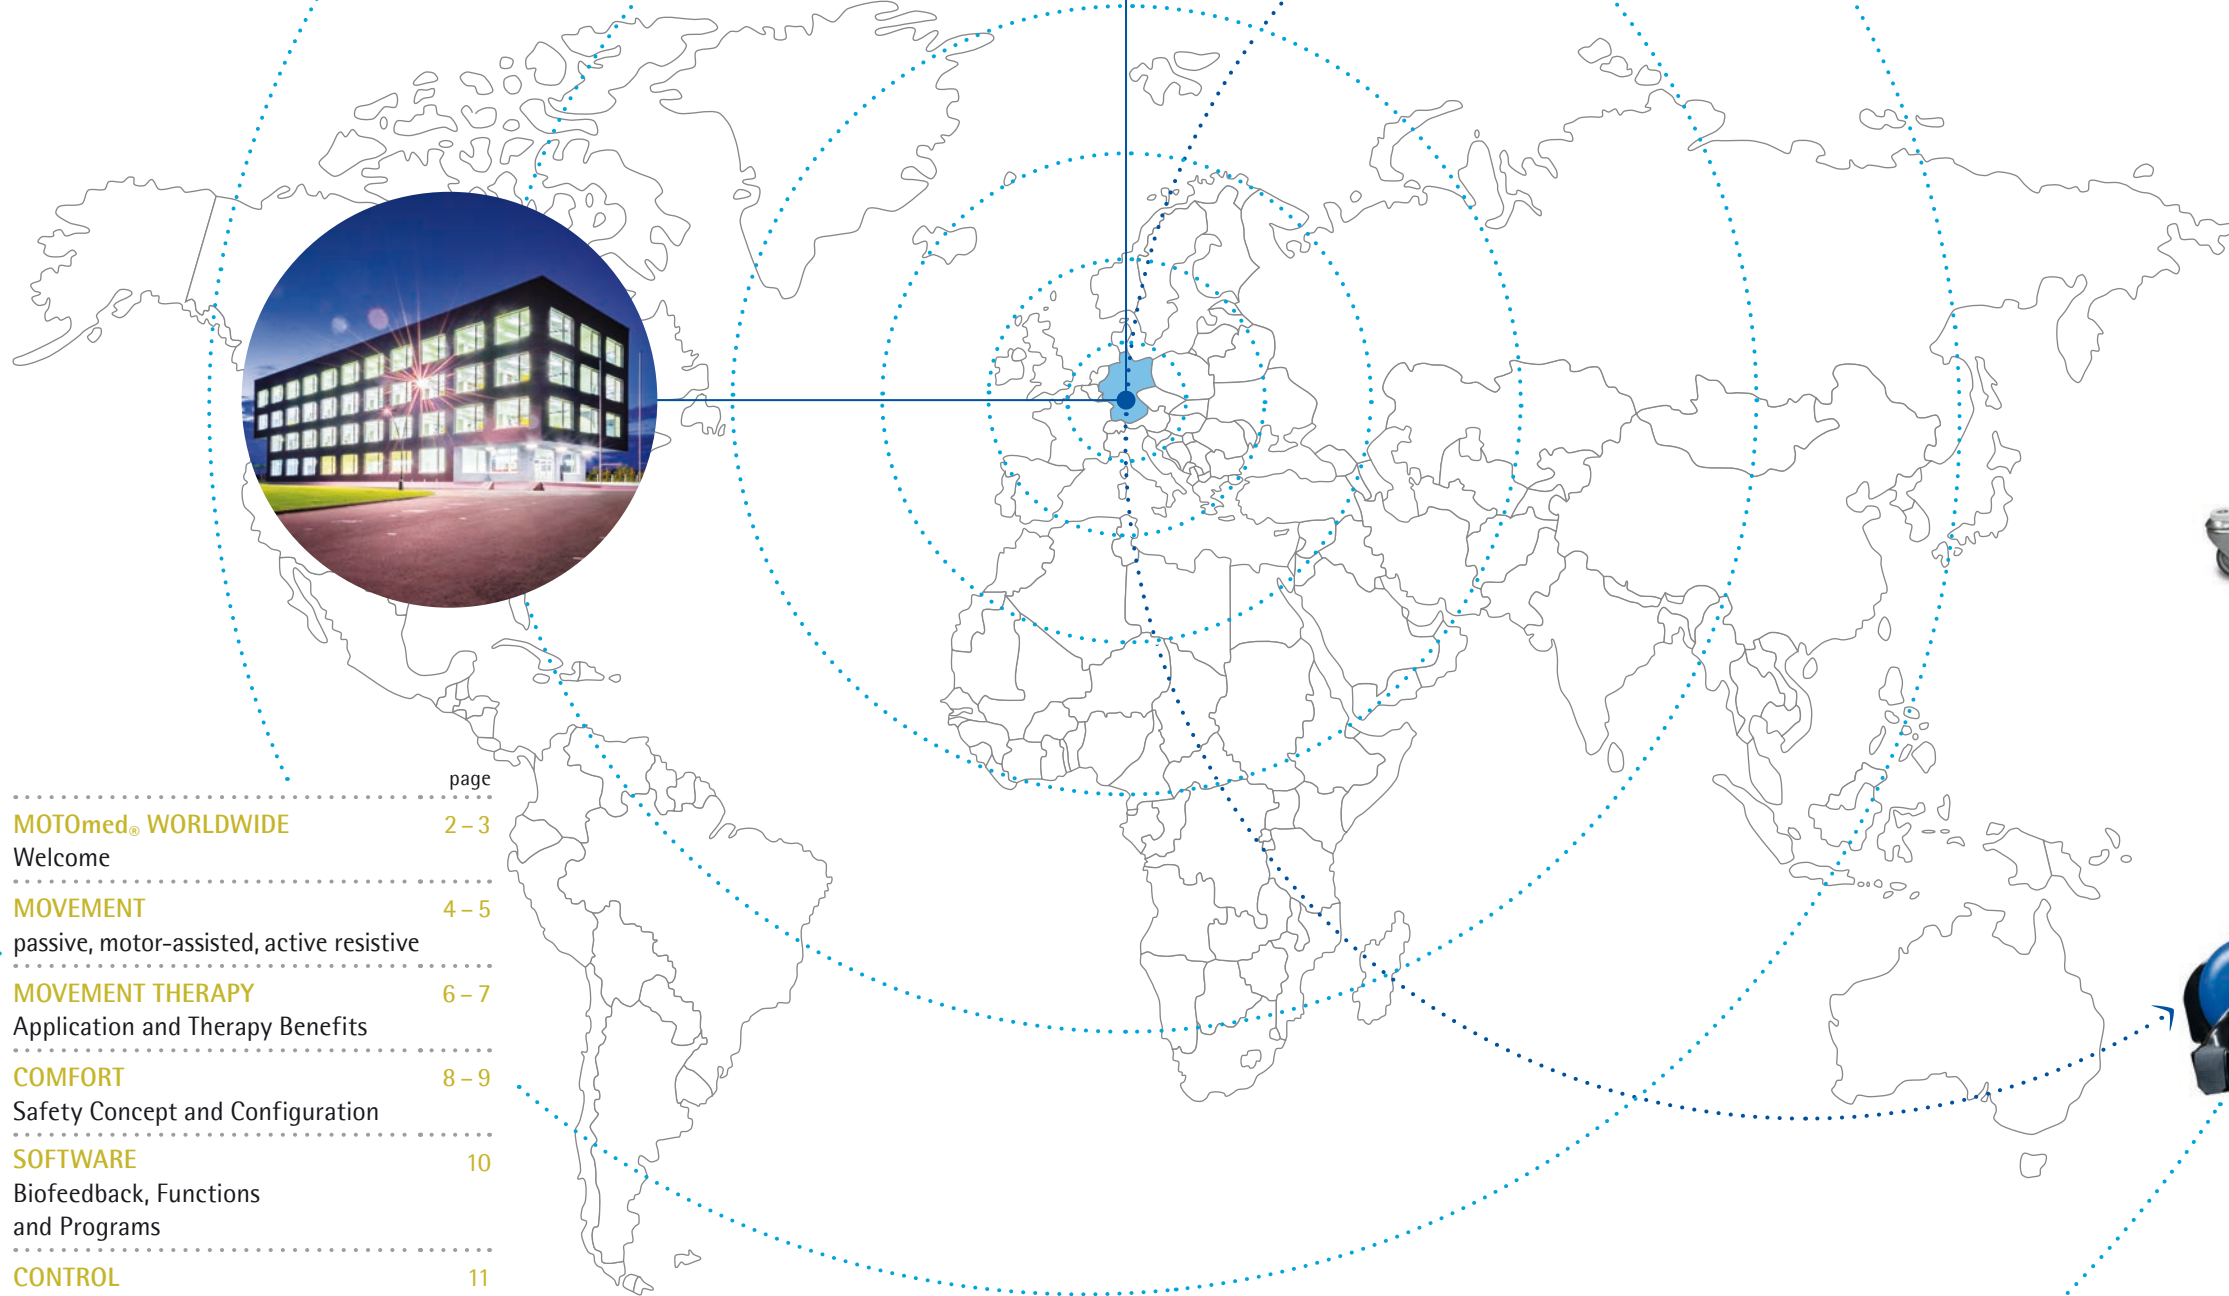 page
MOTOmed® WORLDWIDE 2 – 3
Welcome
MOVEMENT 4 – 5
passive, motor-assisted, active resistive
MOVEMENT THERAPY 6 – 7
Application and Therapy Benefits
COMFORT 8 – 9
Safety Concept and Configuration
SOFTWARE 10
Biofeedback, Functions
and Programs
CONTROL 11